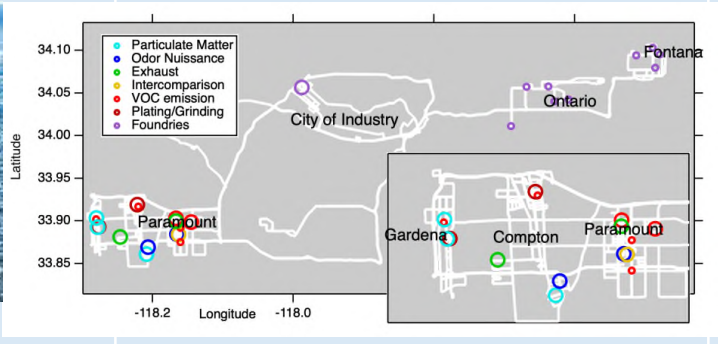 Particulate Matter
Odor Nuissance
Exhaust
Intercomparison
VOC emission
Plating/Grinding
Foundries
34.10
34.05
34.00
33.95
33.90
33.85
Latitude
Fontana
Ontario
City of Industry
Paramount
Gardena
Compton
Paramount
-118.2
Longitude
-118.0